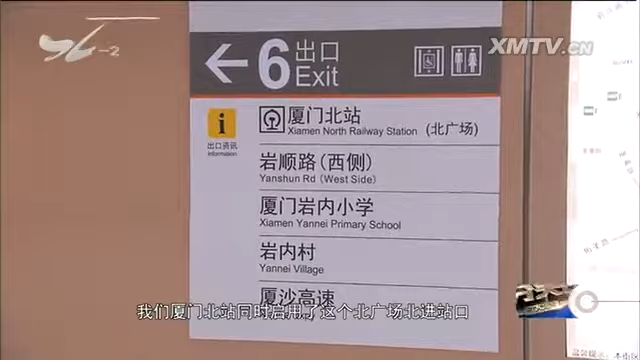 -2
XMTV.CN
6 出口
Exit
i
出口资讯
Information
厦门北站
Xiamen North Railway Station (北广场)
岩顺路(西侧)
Yanshun Rd (West Side)
厦门岩内小学
Xiamen Yannei Primary School
岩内村
Yannei Village
厦沙高速
我们厦门北站同时启用了这个北广场北进站口